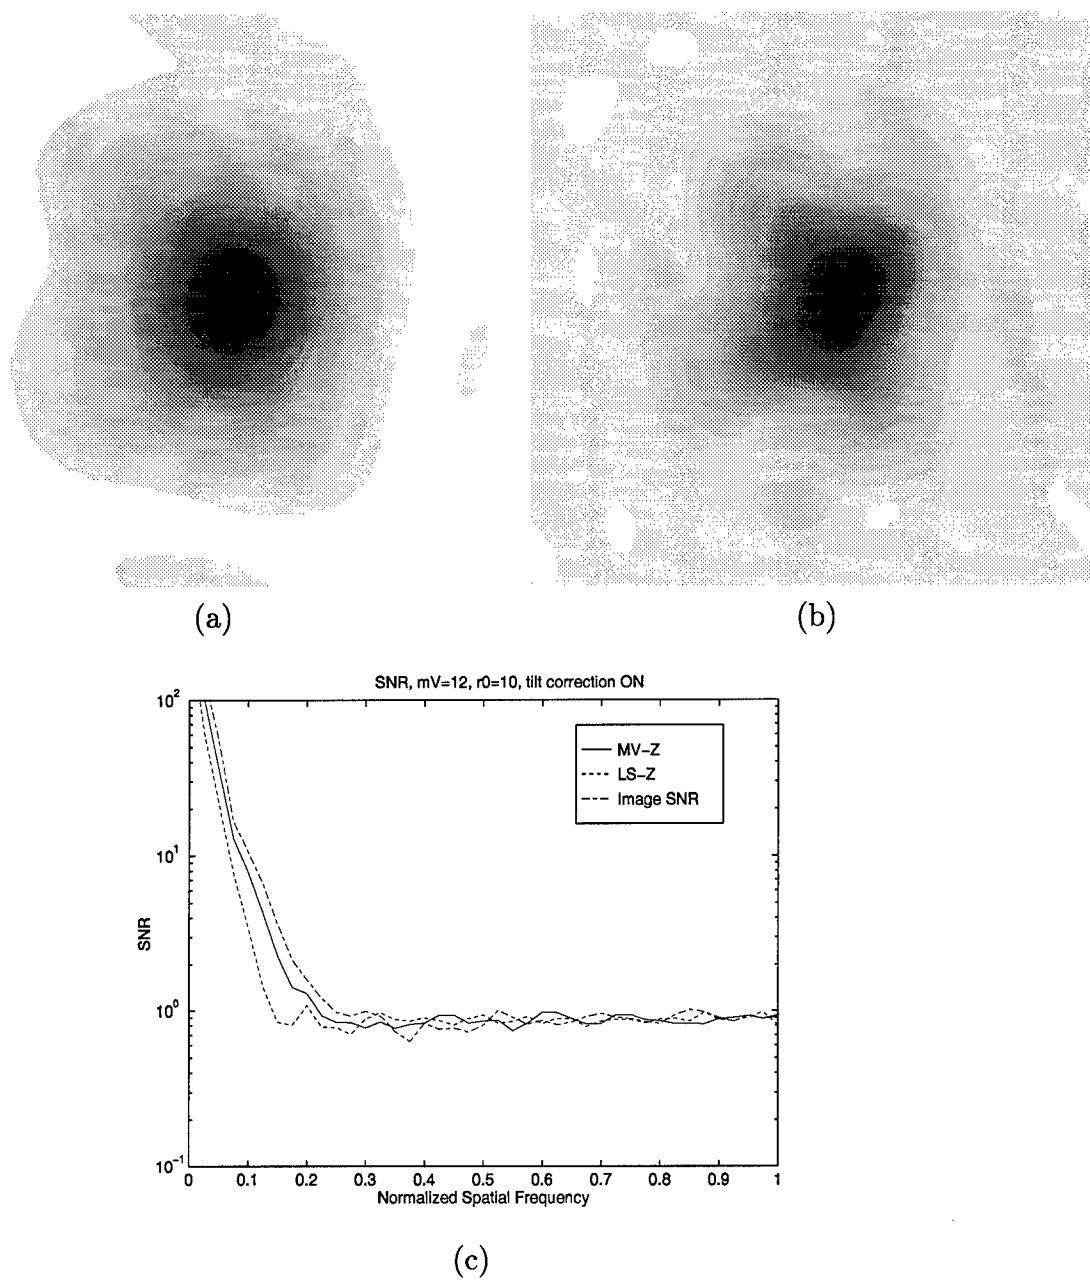 (a)
(b)
SNR, mV=12, r0=10, tilt correction ON
10^2
10^1
10^0
10^-1
SNR
MV-Z
LS-Z
Image SNR
0 0.1 0.2 0.3 0.4 0.5 0.6 0.7 0.8 0.9 1
Normalized Spatial Frequency
(c)